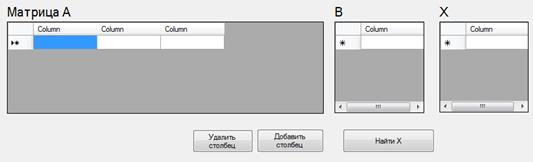 Матрица А
B
X
Column Column Column
Column
Column
Удалить
столбец
Добавить
столбец
Найти X